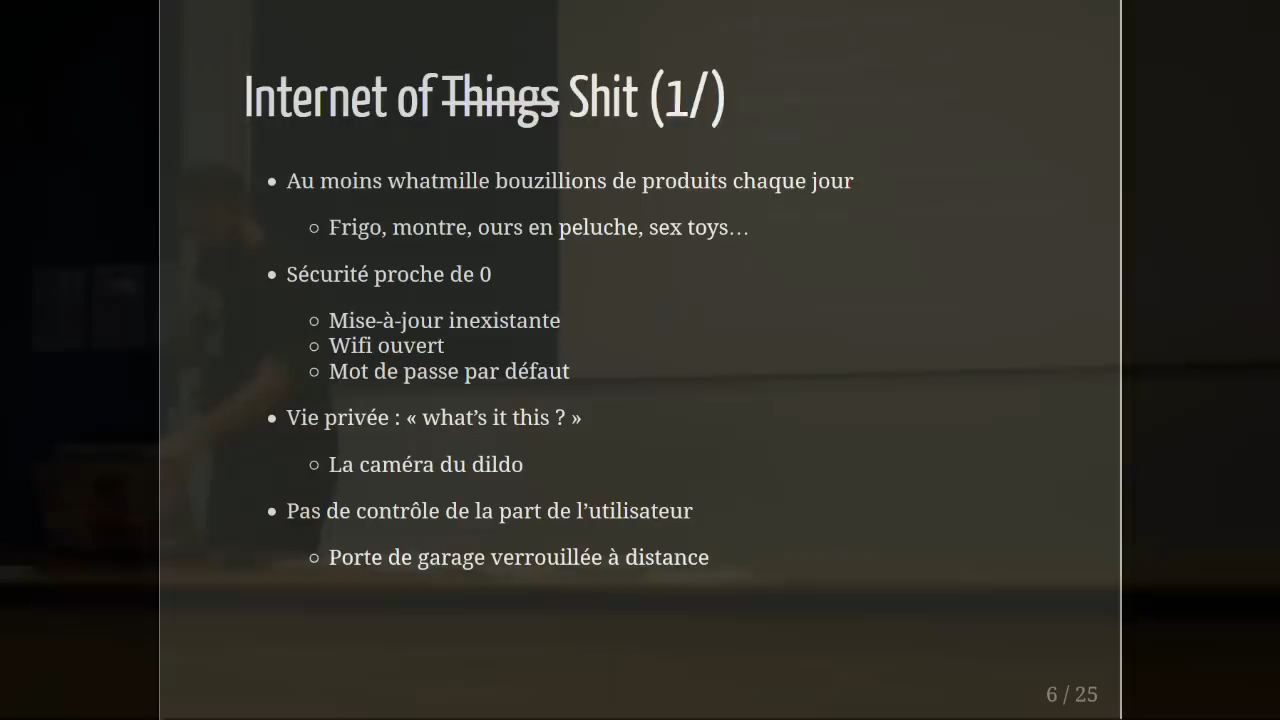 Internet of Things Shit (1/)
Au moins whatmille bouzillions de produits chaque jour
Frigo, montre, ours en peluche, sex toys…
Sécurité proche de 0
Mise-à-jour inexistante
Wifi ouvert
Mot de passe par défaut
Vie privée : « what’s it this ? »
La caméra du dildo
Pas de contrôle de la part de l’utilisateur
Porte de garage verrouillée à distance
6 / 25